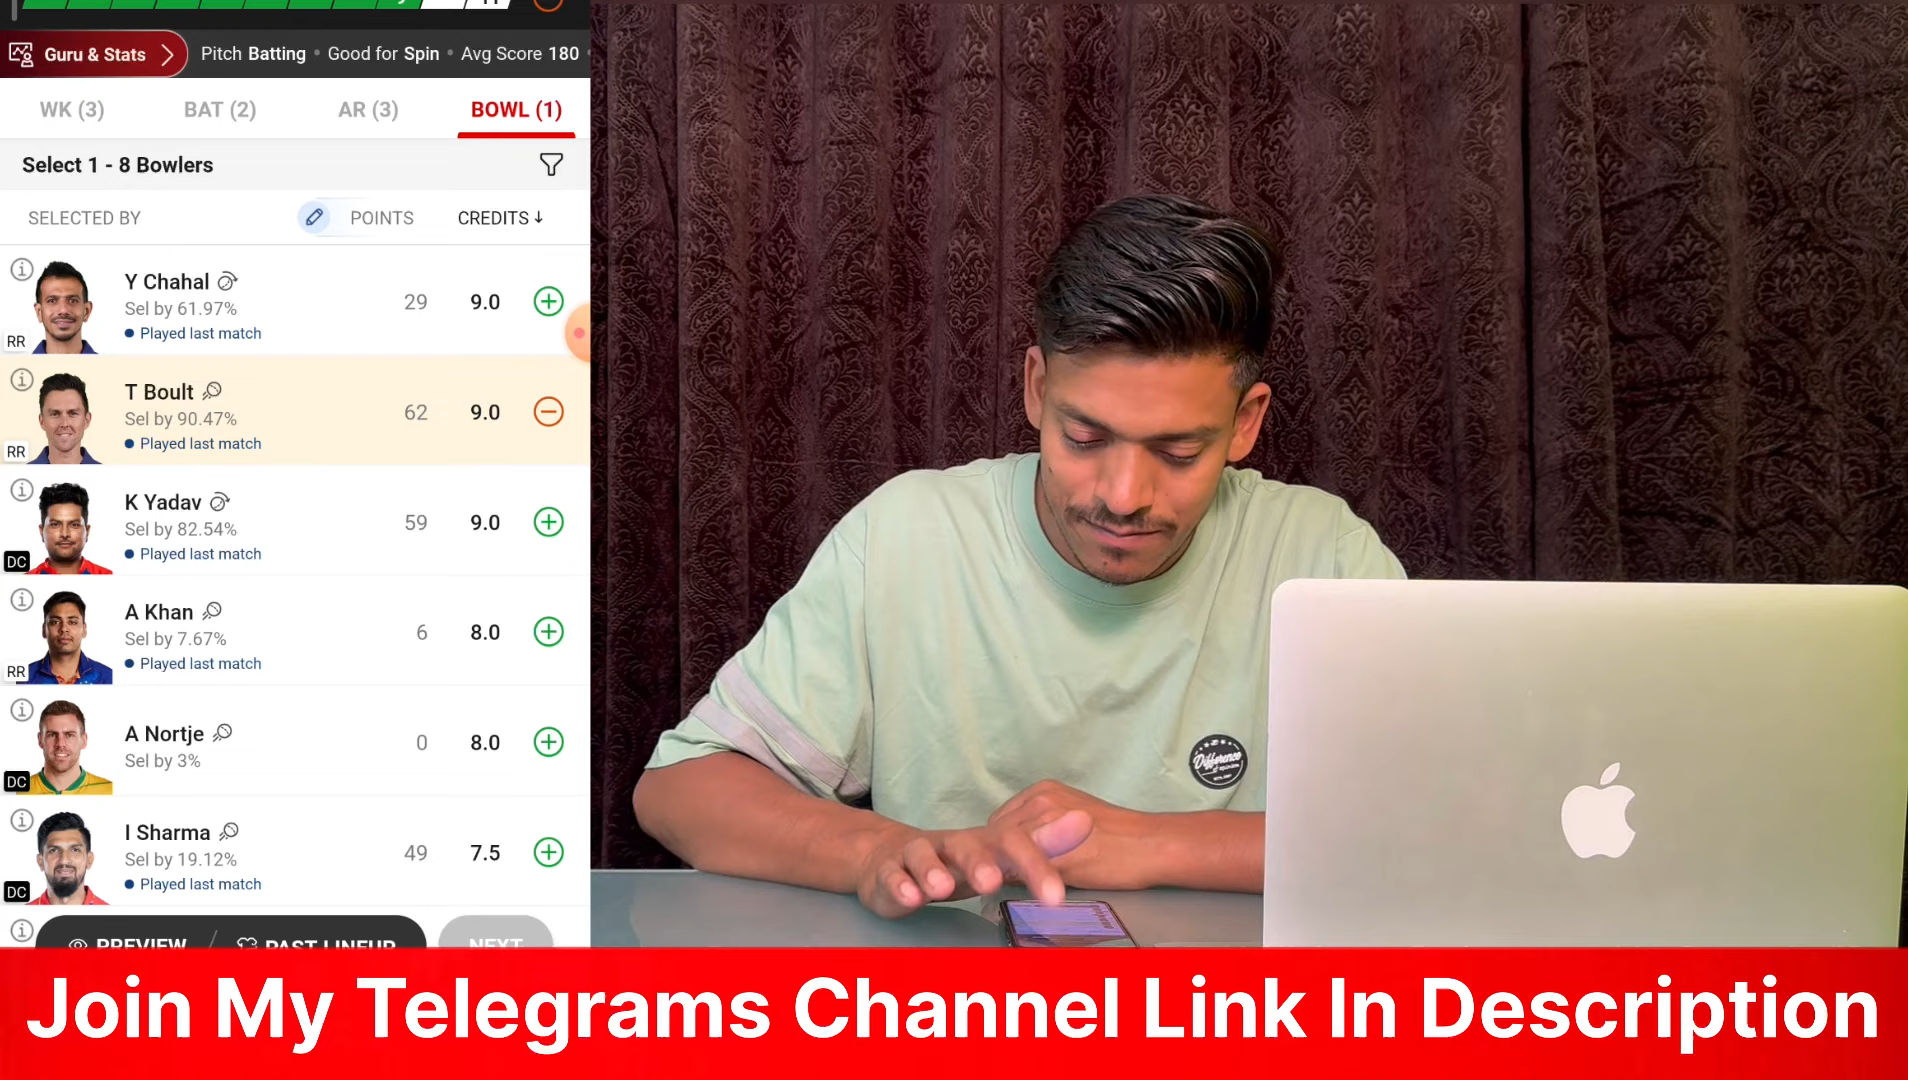 Guru & Stats
Pitch Batting • Good for Spin • Avg Score 180
WK (3) BAT (2) AR (3) BOWL (1)
Select 1 - 8 Bowlers
SELECTED BY POINTS CREDITS↓
Y Chahal
Sel by 61.97%
Played last match
29 9.0
RR
T Boult
Sel by 90.47%
Played last match
62 9.0
RR
K Yadav
Sel by 82.54%
Played last match
59 9.0
DC
A Khan
Sel by 7.67%
Played last match
6 8.0
RR
A Nortje
Sel by 3%
0 8.0
DC
I Sharma
Sel by 19.12%
Played last match
49 7.5
DC
PREVIEW / PAST LINEUP NEXT
Difference
Join My Telegrams Channel Link In Description